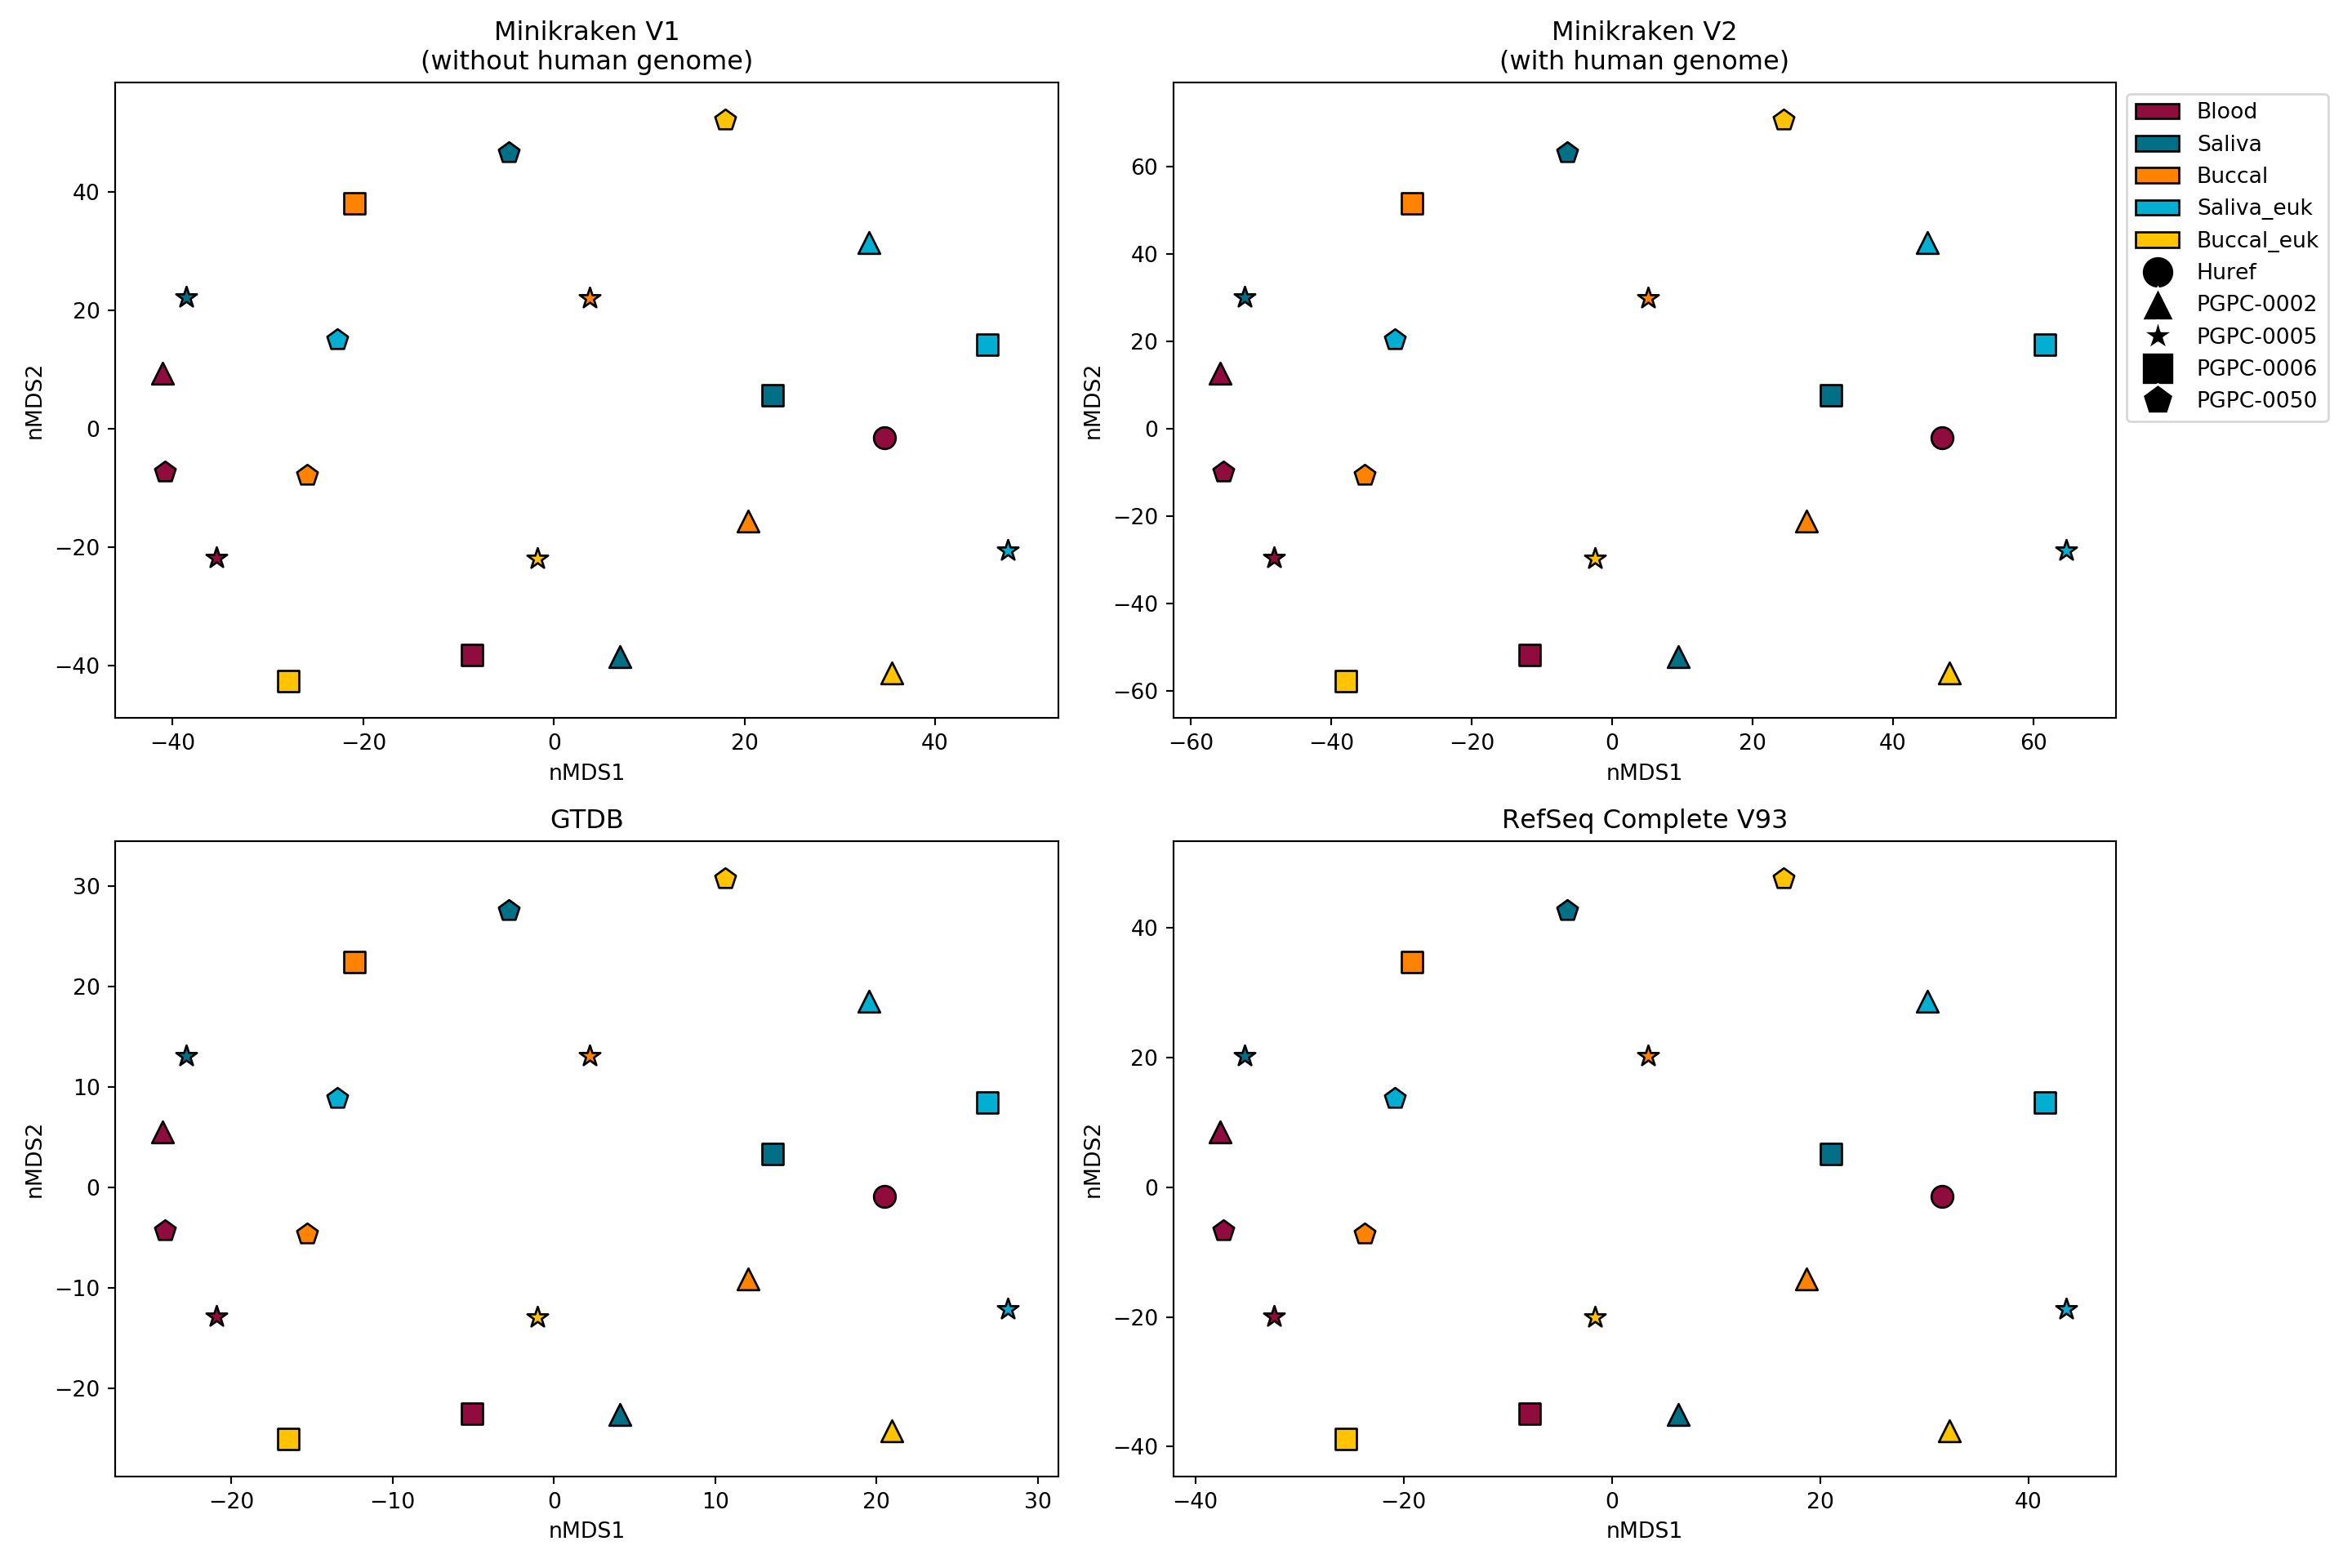 Minikraken V1
(without human genome)
40
20
0
−20
−40
nMDS2
−40
−20
0
20
40
nMDS1
Minikraken V2
(with human genome)
60
40
20
0
−20
−40
−60
nMDS2
−60
−40
−20
0
20
40
60
nMDS1
Blood
Saliva
Buccal
Saliva_euk
Buccal_euk
Huref
PGPC-0002
PGPC-0005
PGPC-0006
PGPC-0050
GTDB
30
20
10
0
−10
−20
nMDS2
−20
−10
0
10
20
30
nMDS1
RefSeq Complete V93
40
20
0
−20
−40
nMDS2
−40
−20
0
20
40
nMDS1